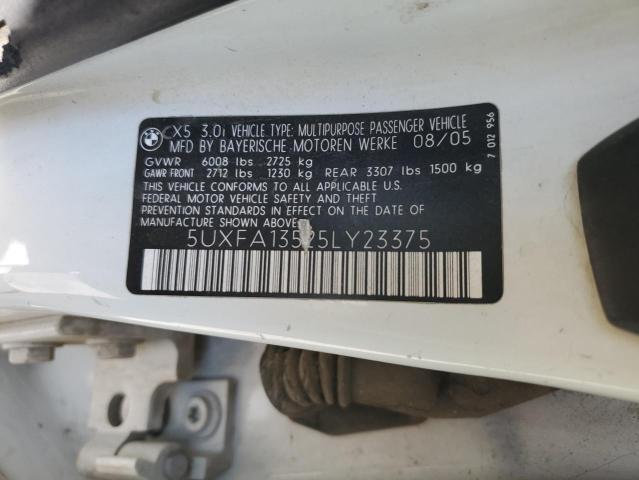 X5 3.0i VEHICLE TYPE: MULTIPURPOSE PASSENGER VEHICLE
MFD BY BAYERISCHE MOTOREN WERKE 08/05
GVWR 6008 lbs 2725 kg
GAWR FRONT 2712 lbs 1230 kg REAR 3307 lbs 1500 kg
THIS VEHICLE CONFORMS TO ALL APPLICABLE U.S.
FEDERAL MOTOR VEHICLE SAFETY AND THEFT
PREVENTION STANDARDS IN EFFECT ON THE DATE OF
MANUFACTURE SHOWN ABOVE
5UXFA13525LY23375
7 012 956